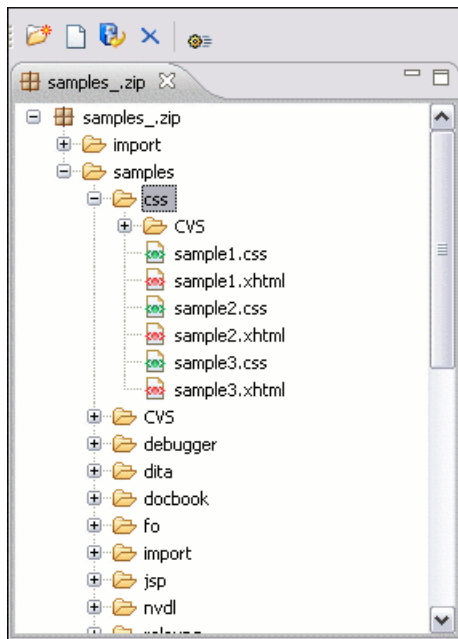 samples_.zip
samples_.zip
import
samples
css
CVS
sample1.css
sample1.xhtml
sample2.css
sample2.xhtml
sample3.css
sample3.xhtml
CVS
debugger
dita
docbook
fo
import
jsp
nvdl